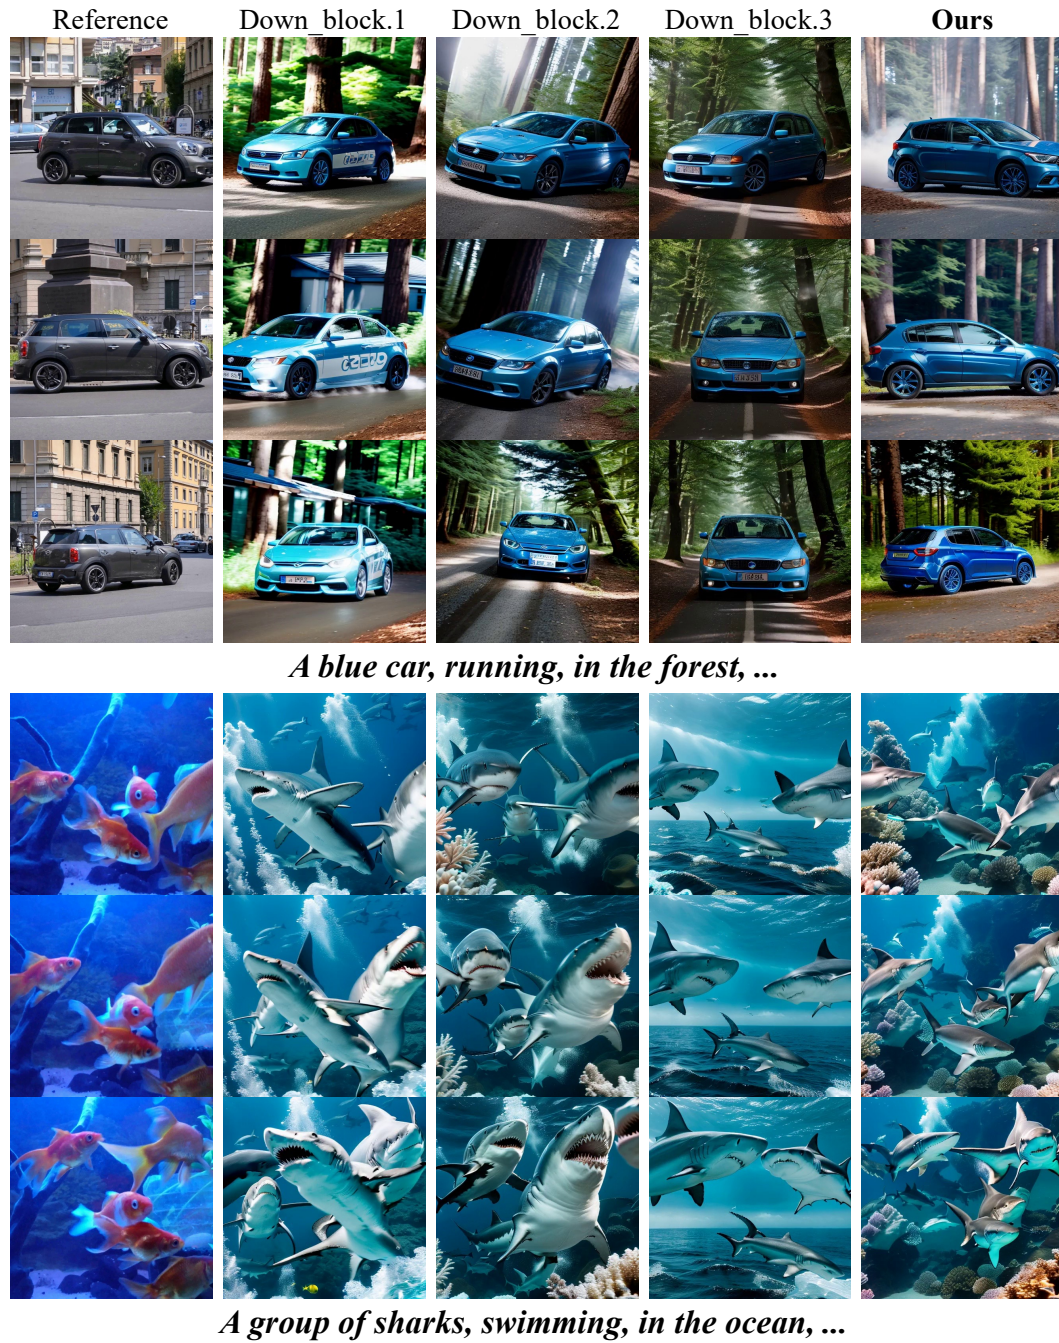 Reference Down_block.1 Down_block.2 Down_block.3 Ours
A blue car, running, in the forest, ...
A group of sharks, swimming, in the ocean, ...